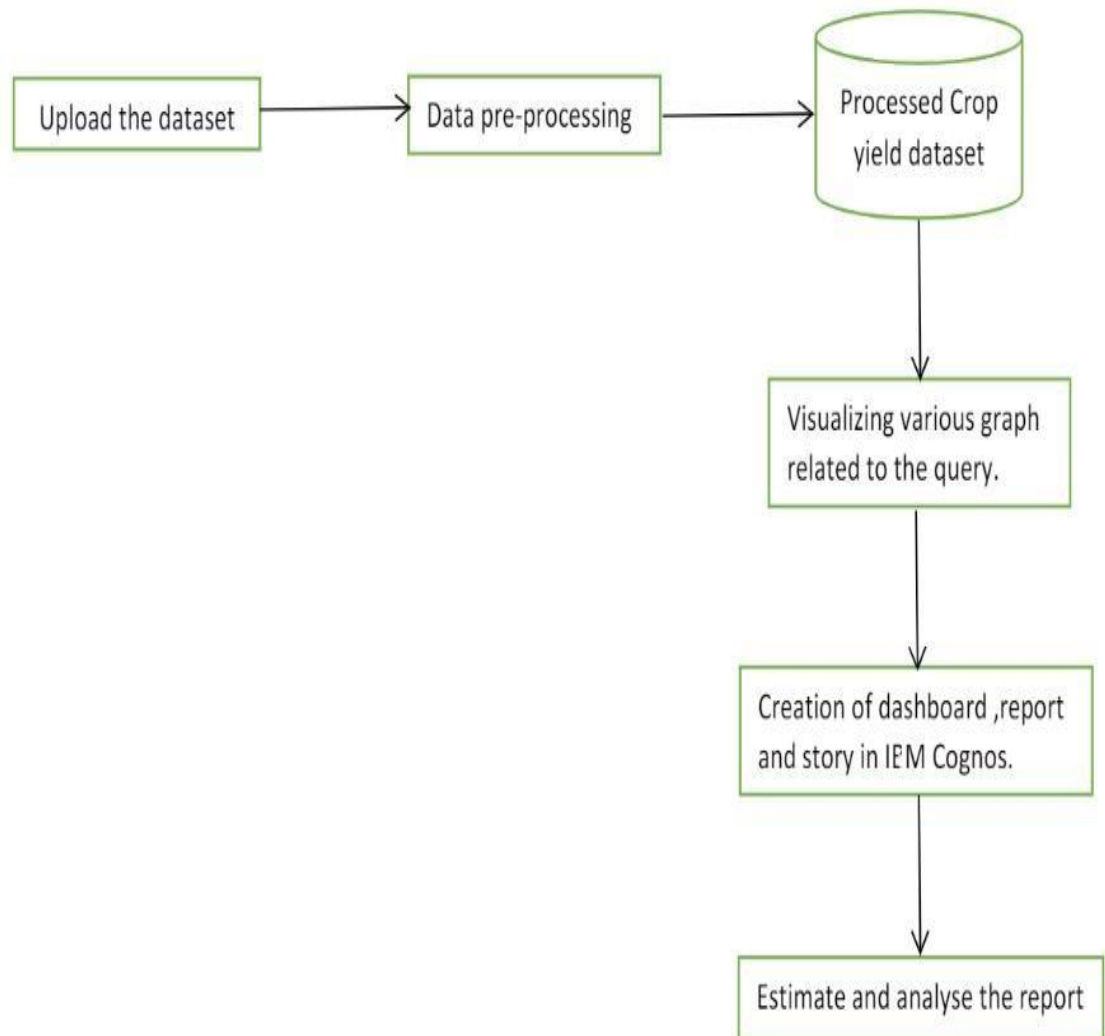 Upload the dataset
Data pre-processing
Processed Crop
yield dataset
Visualizing various graph
related to the query.
Creation of dashboard ,report
and story in IBM Cognos.
Estimate and analyse the report